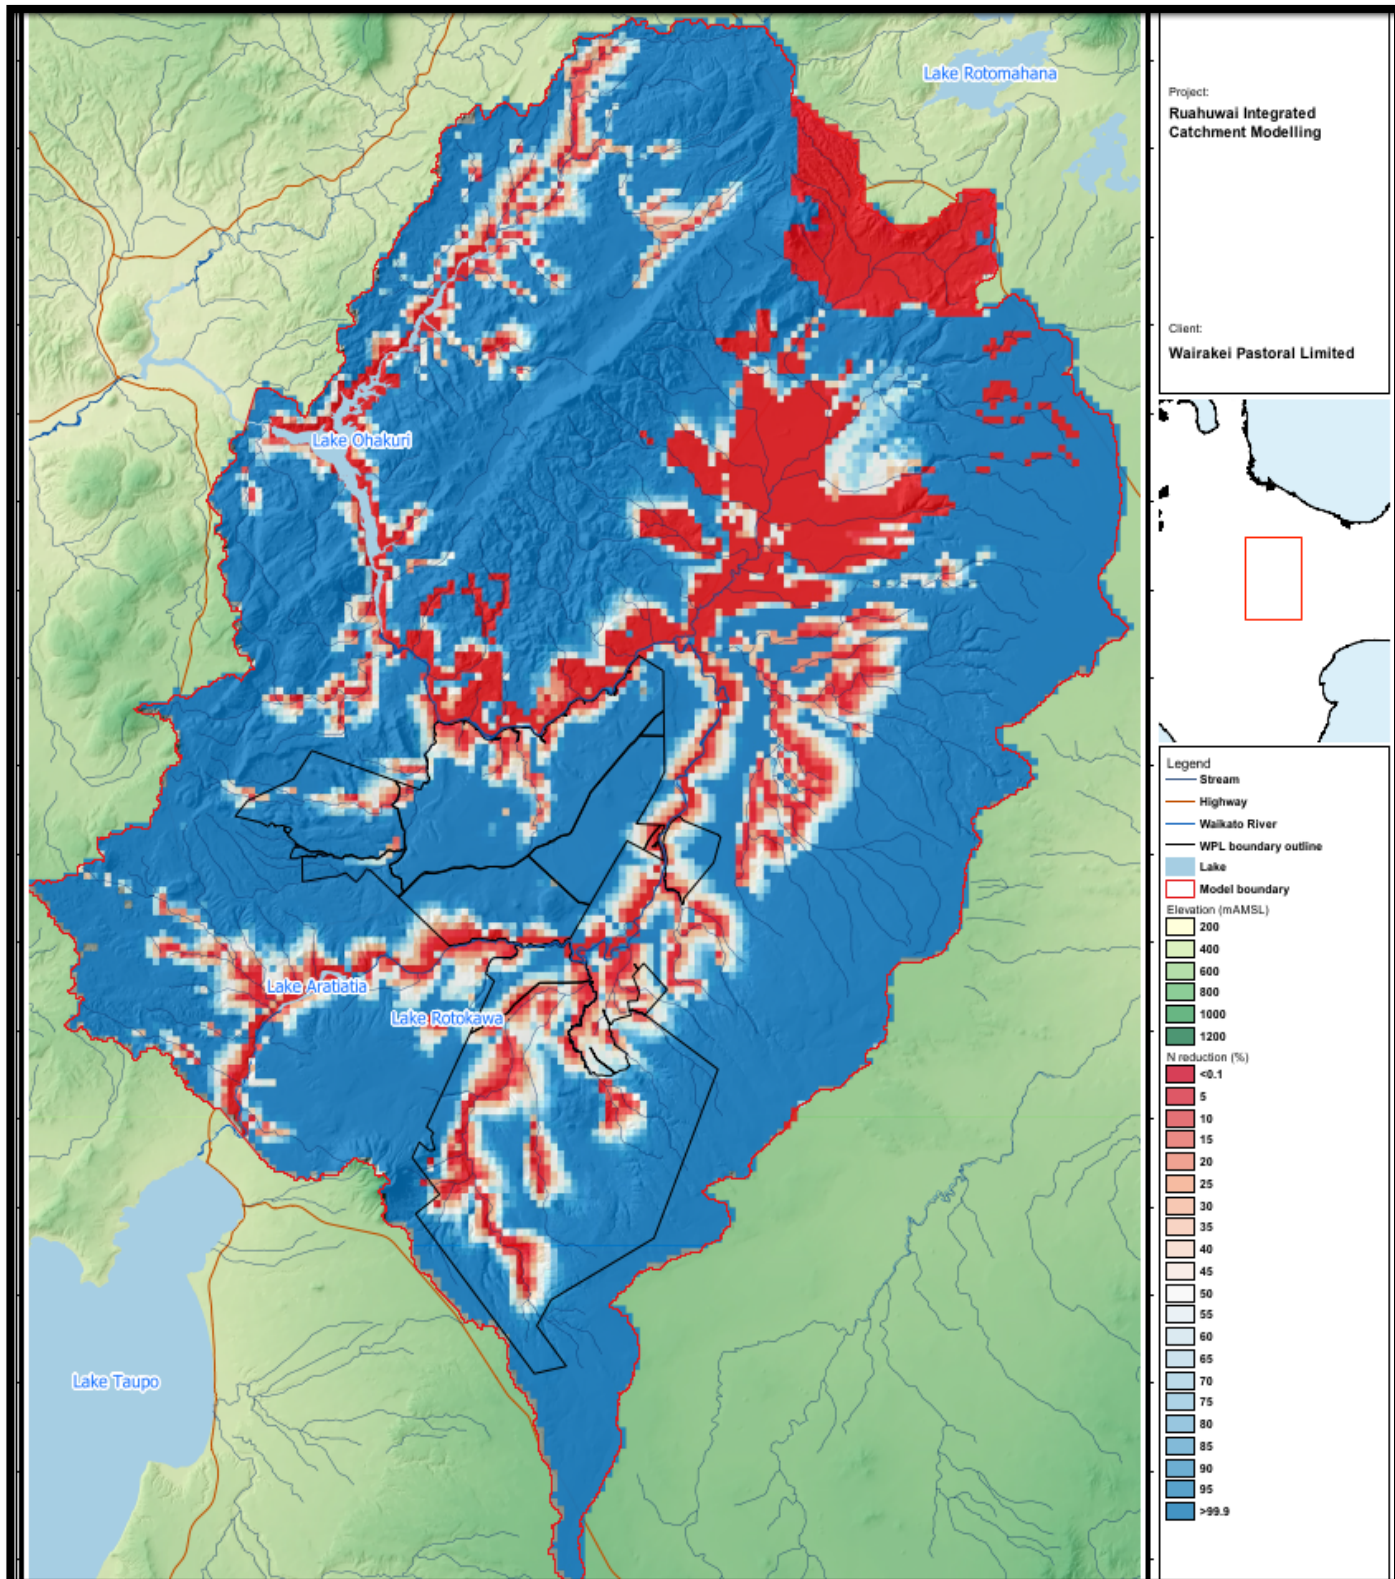 Lake Rotomahana
Lake Ohakuri
Lake Aratiatia
Lake Rotokawa
Lake Taupo
Project:
Ruahuwai Integrated
Catchment Modelling
Client:
Wairakei Pastoral Limited
Legend
Stream
Highway
Waikato River
WPL boundary outline
Lake
Model boundary
Elevation (mAMSL)
200
400
600
800
1000
1200
N reduction (%)
<0.1
5
10
15
20
25
30
35
40
45
50
55
60
65
70
75
80
85
90
95
>99.9